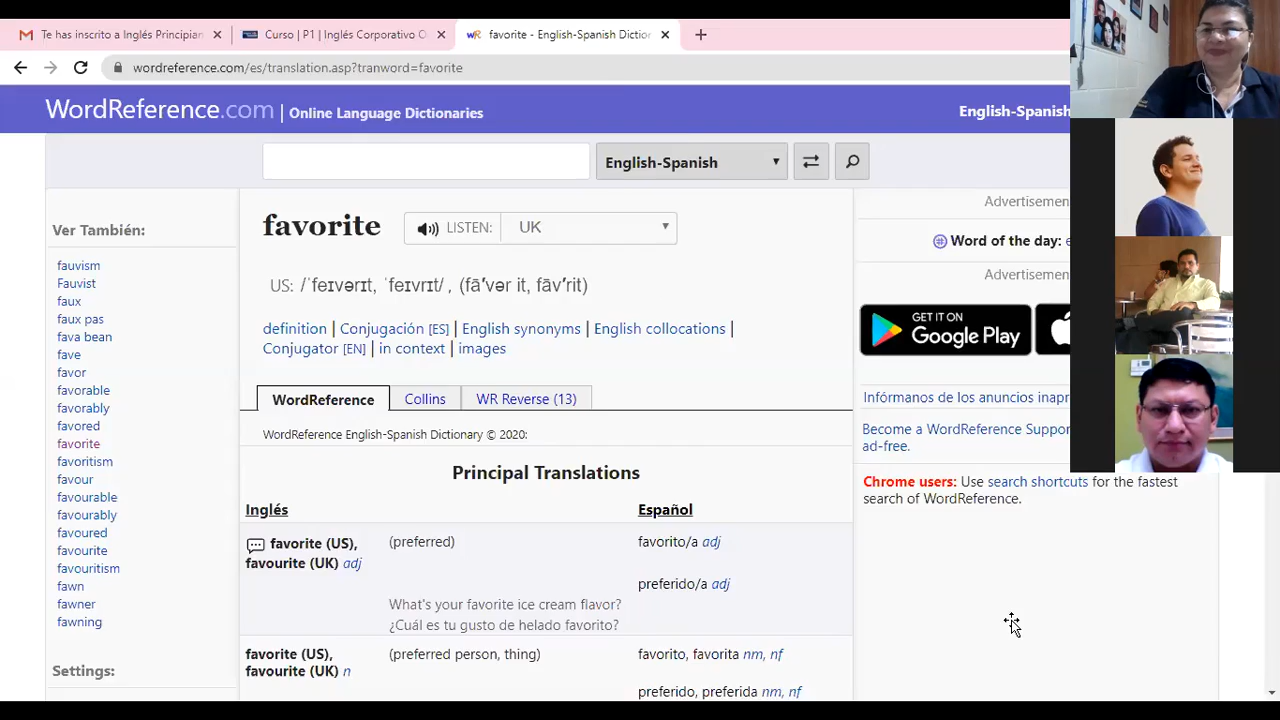 Te has inscrito a Inglés Principian
Curso | P1 | Inglés Corporativo O
favorite - English-Spanish Dictior
wordreference.com/es/translation.asp?tranword=favorite
WordReference.com | Online Language Dictionaries
English-Spanish
English-Spanish
favorite
LISTEN:
UK
US: /ˈfeɪvərɪt, ˈfeɪvrɪt/ , (fā′vər it, fāv′rit)
definition | Conjugación [ES] | English synonyms | English collocations |
Conjugator [EN] | in context | images
WordReference
Collins
WR Reverse (13)
WordReference English-Spanish Dictionary © 2020:
Principal Translations
Inglés
Español
favorite (US),
favourite (UK) adj
(preferred)
favorito/a adj
preferido/a adj
What's your favorite ice cream flavor?
¿Cuál es tu gusto de helado favorito?
favorite (US),
favourite (UK) n
(preferred person, thing)
favorito, favorita nm, nf
preferido, preferida nm, nf
Ver También:
fauvism
Fauvist
faux
faux pas
fava bean
fave
favor
favorable
favorably
favored
favorite
favoritism
favour
favourable
favourably
favoured
favourite
favouritism
fawn
fawner
fawning
Settings:
Advertisemen
Word of the day:
Advertisemen
GET IT ON
Google Play
Infórmanos de los anuncios inapr
Become a WordReference Suppor
ad-free.
Chrome users: Use search shortcuts for the fastest
search of WordReference.